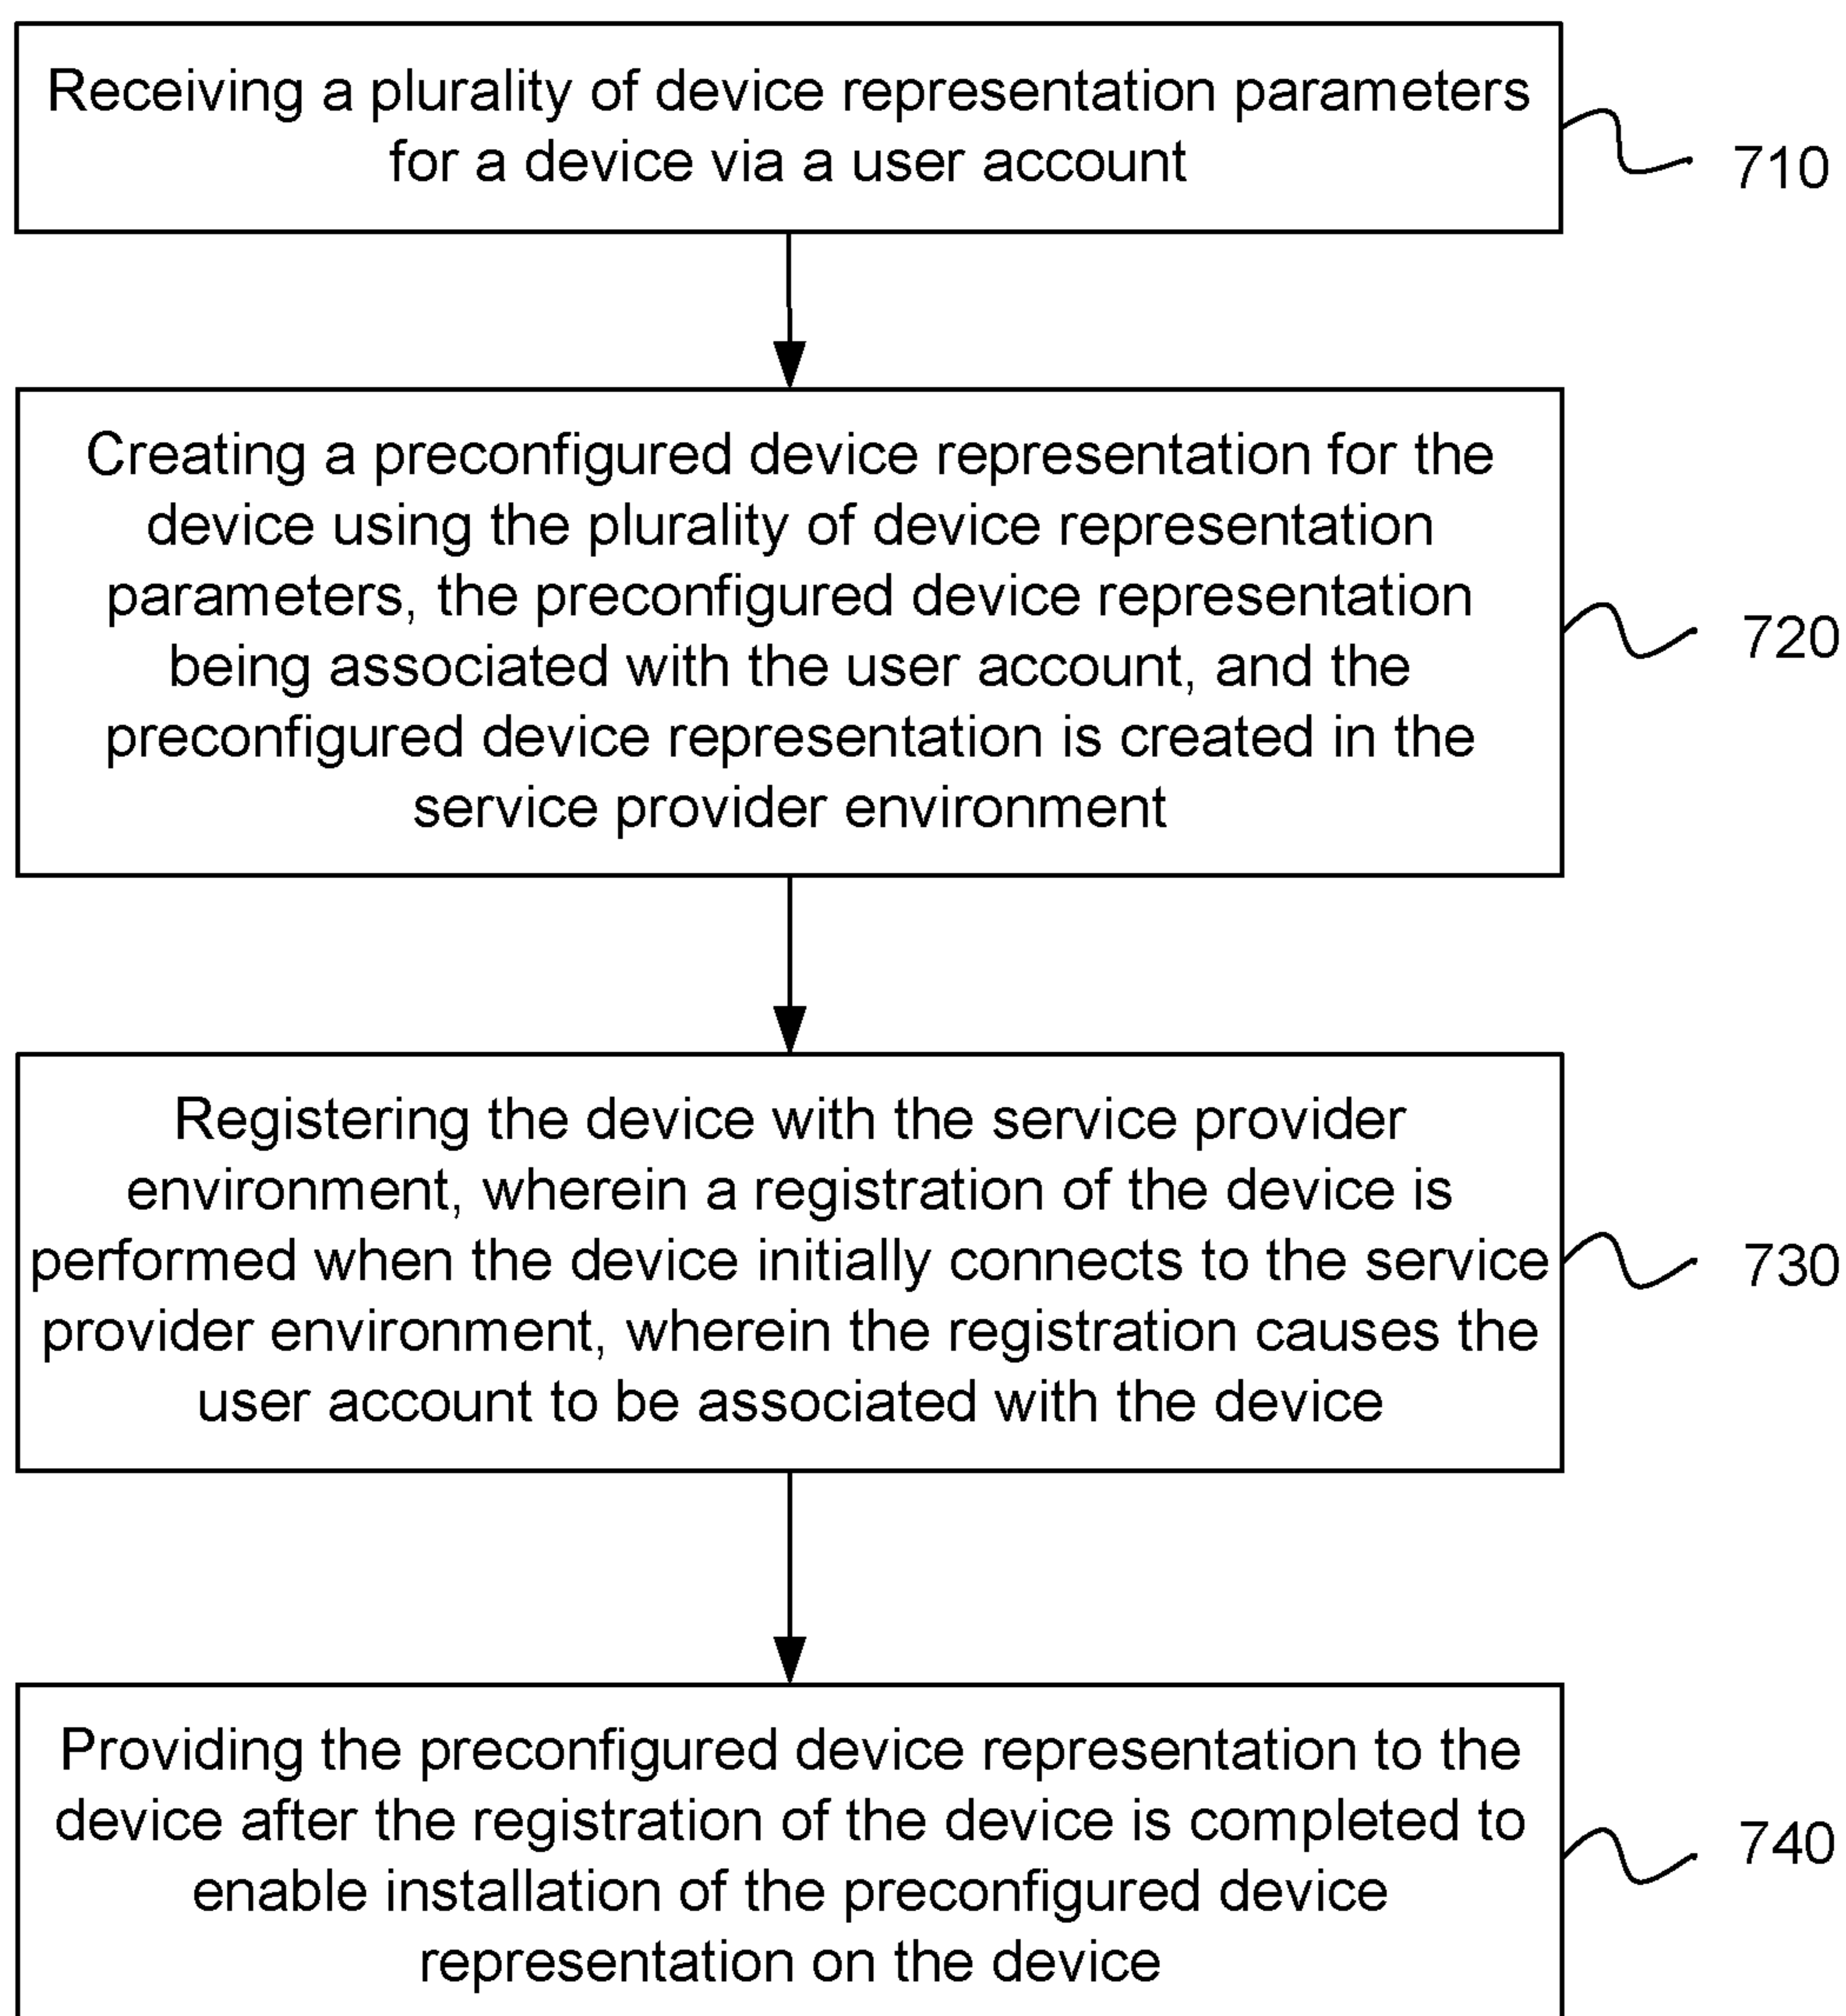 Receiving a plurality of device representation parameters
for a device via a user account
710
Creating a preconfigured device representation for the
device using the plurality of device representation
parameters, the preconfigured device representation
being associated with the user account, and the
preconfigured device representation is created in the
service provider environment
720
Registering the device with the service provider
environment, wherein a registration of the device is
performed when the device initially connects to the service
provider environment, wherein the registration causes the
user account to be associated with the device
730
Providing the preconfigured device representation to the
device after the registration of the device is completed to
enable installation of the preconfigured device
representation on the device
740